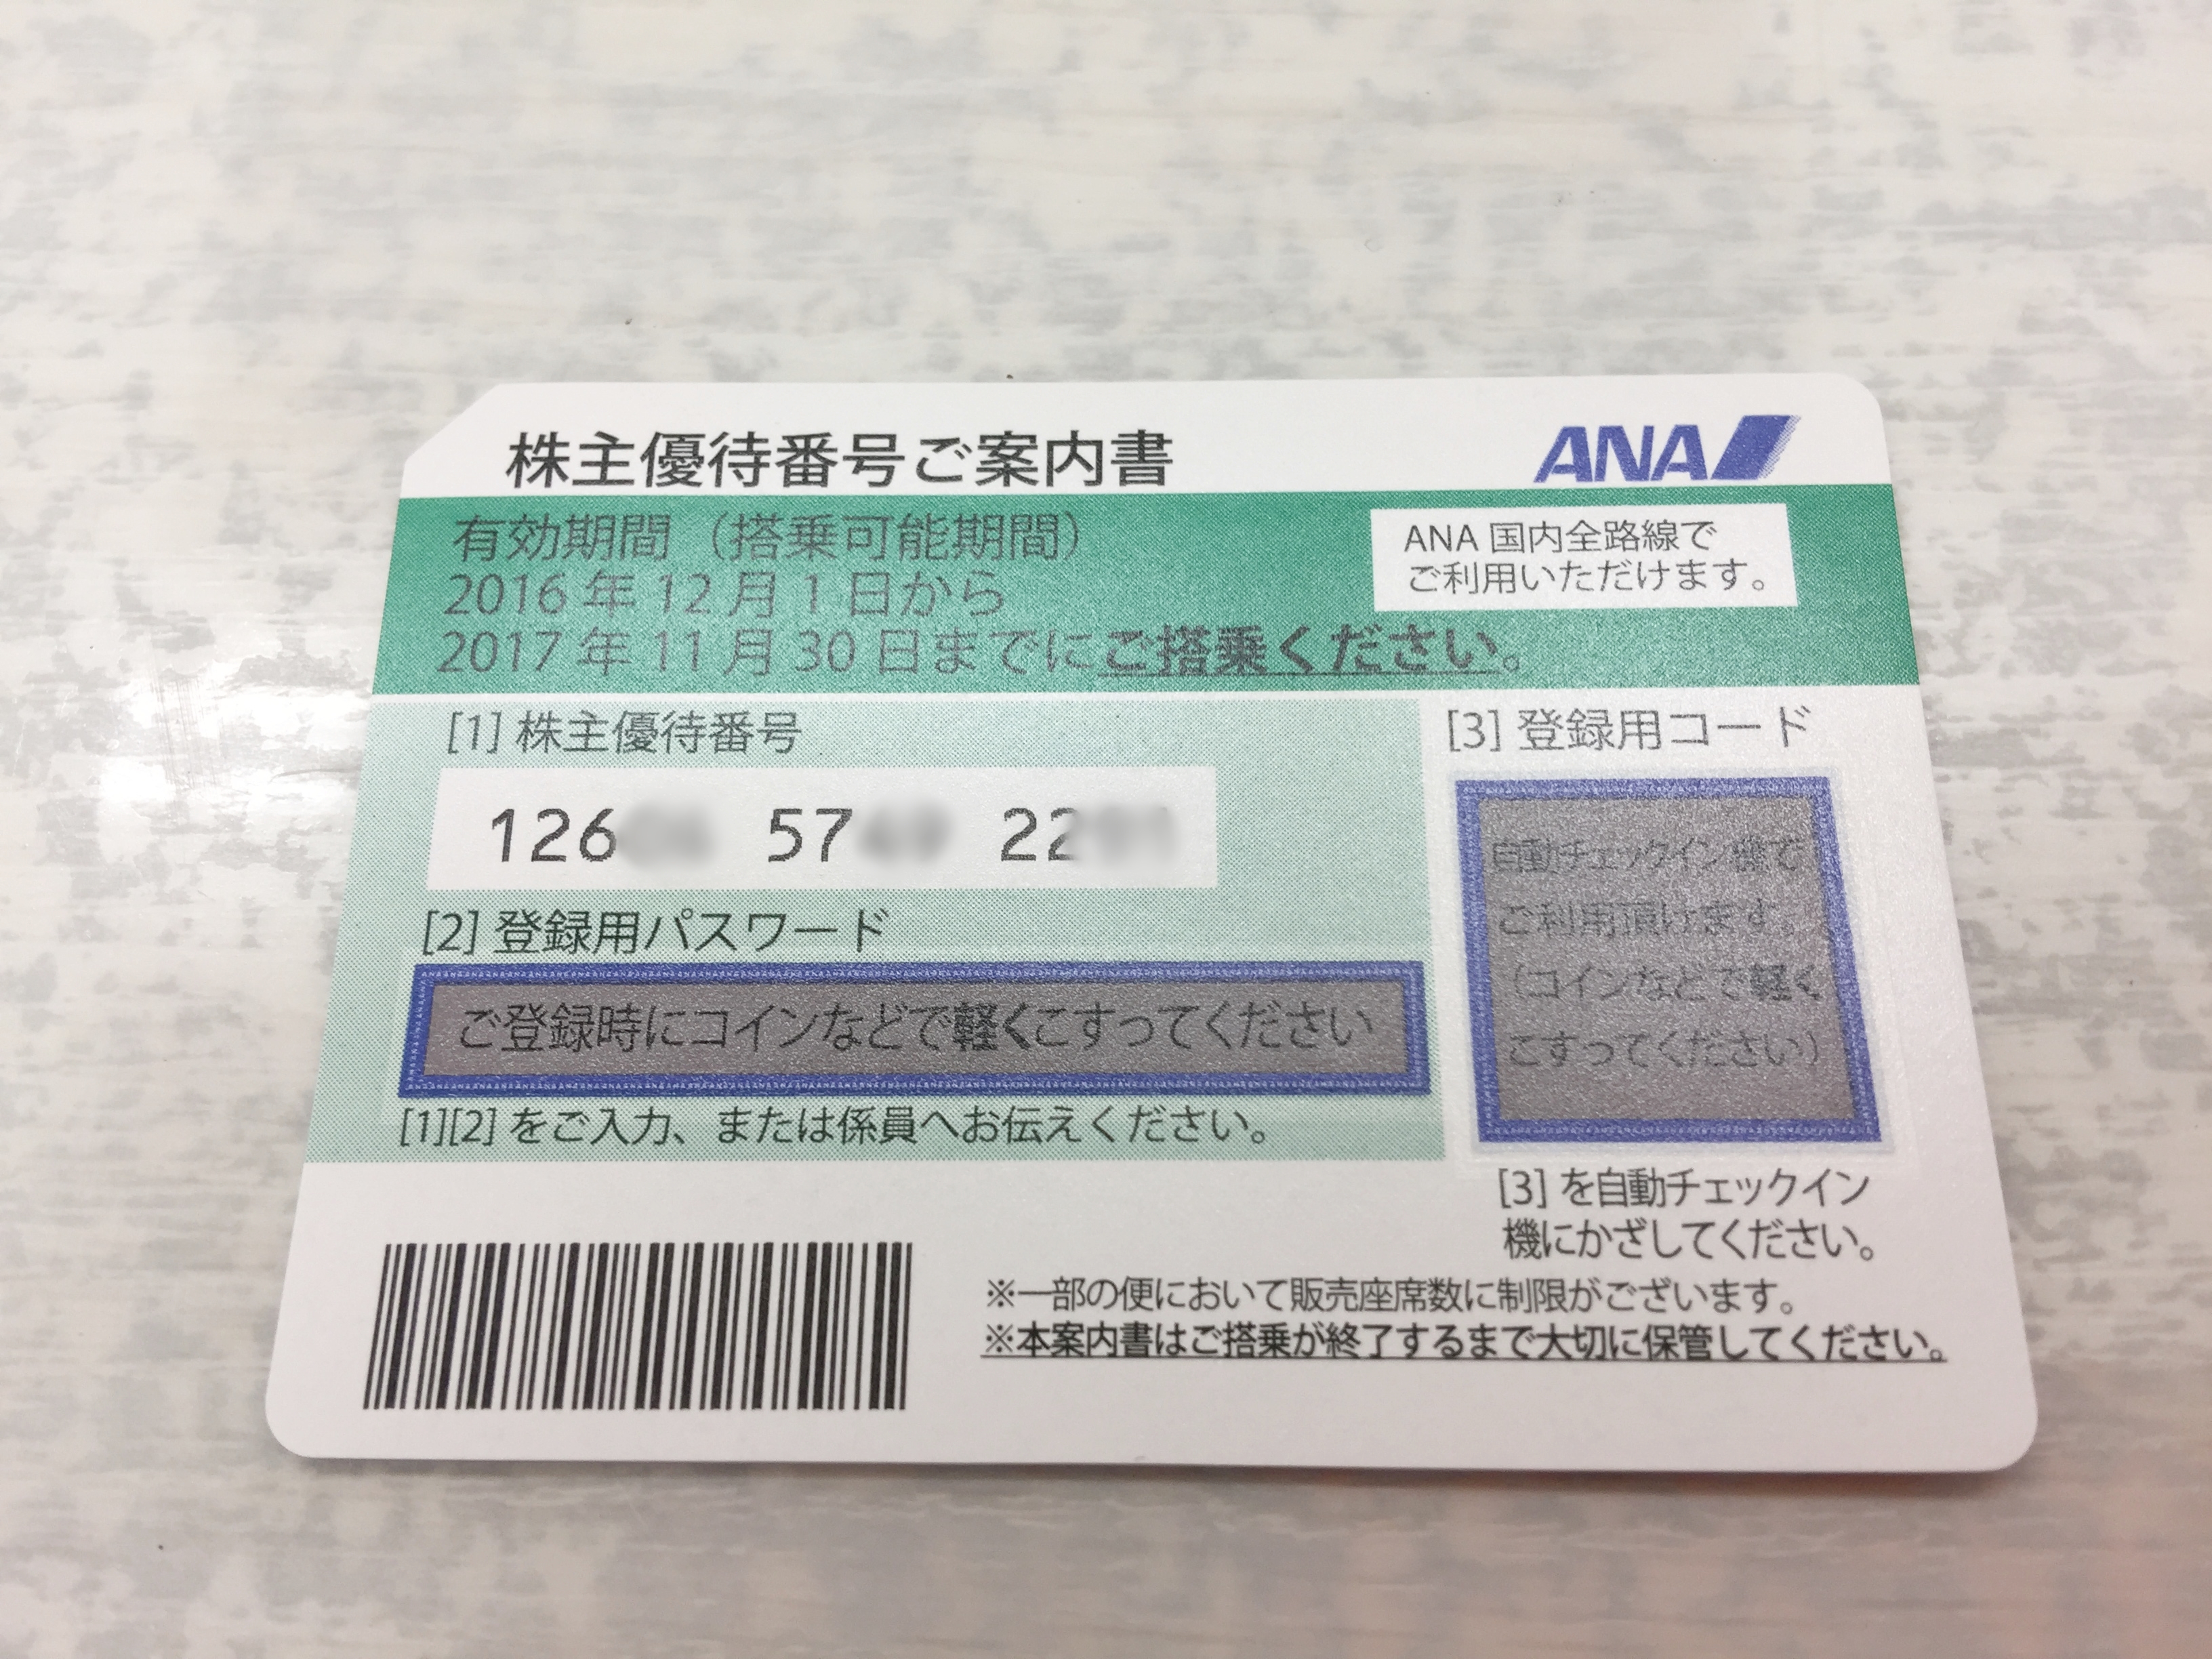 株主優待番号ご案内書
ANA
有効期間（搭乗可能期間）
2016年12月1日から
2017年11月30日までにご搭乗ください。
ANA国内全路線で
ご利用いただけます。
[1] 株主優待番号
126 57 22
[2] 登録用パスワード
ご登録時にコインなどで軽くこすってください
[1][2] をご入力、または係員へお伝えください。
[3] 登録用コード
自動チェックイン機で
ご利用頂けます。
（コインなどで軽く
こすってください）
[3] を自動チェックイン
機にかざしてください。
※一部の便において販売座席数に制限がございます。
※本案内書はご搭乗が終了するまで大切に保管してください。